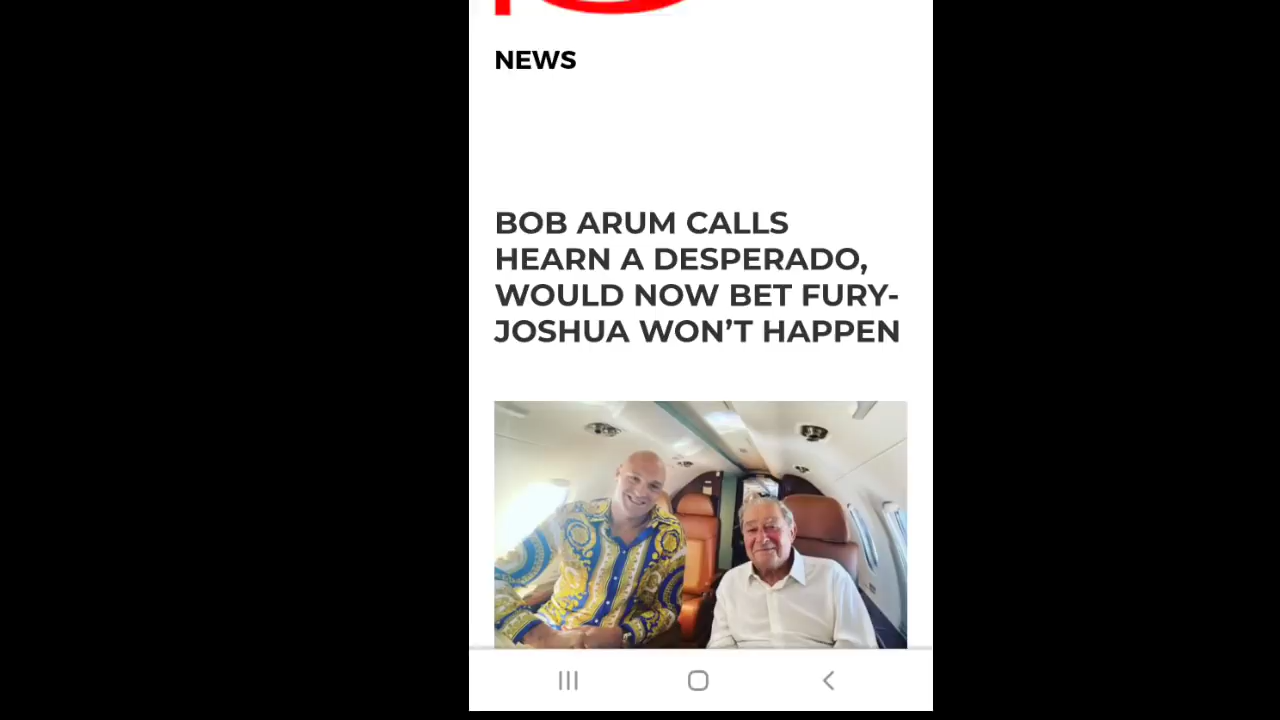 NEWS
BOB ARUM CALLS
HEARN A DESPERADO,
WOULD NOW BET FURY-
JOSHUA WON’T HAPPEN